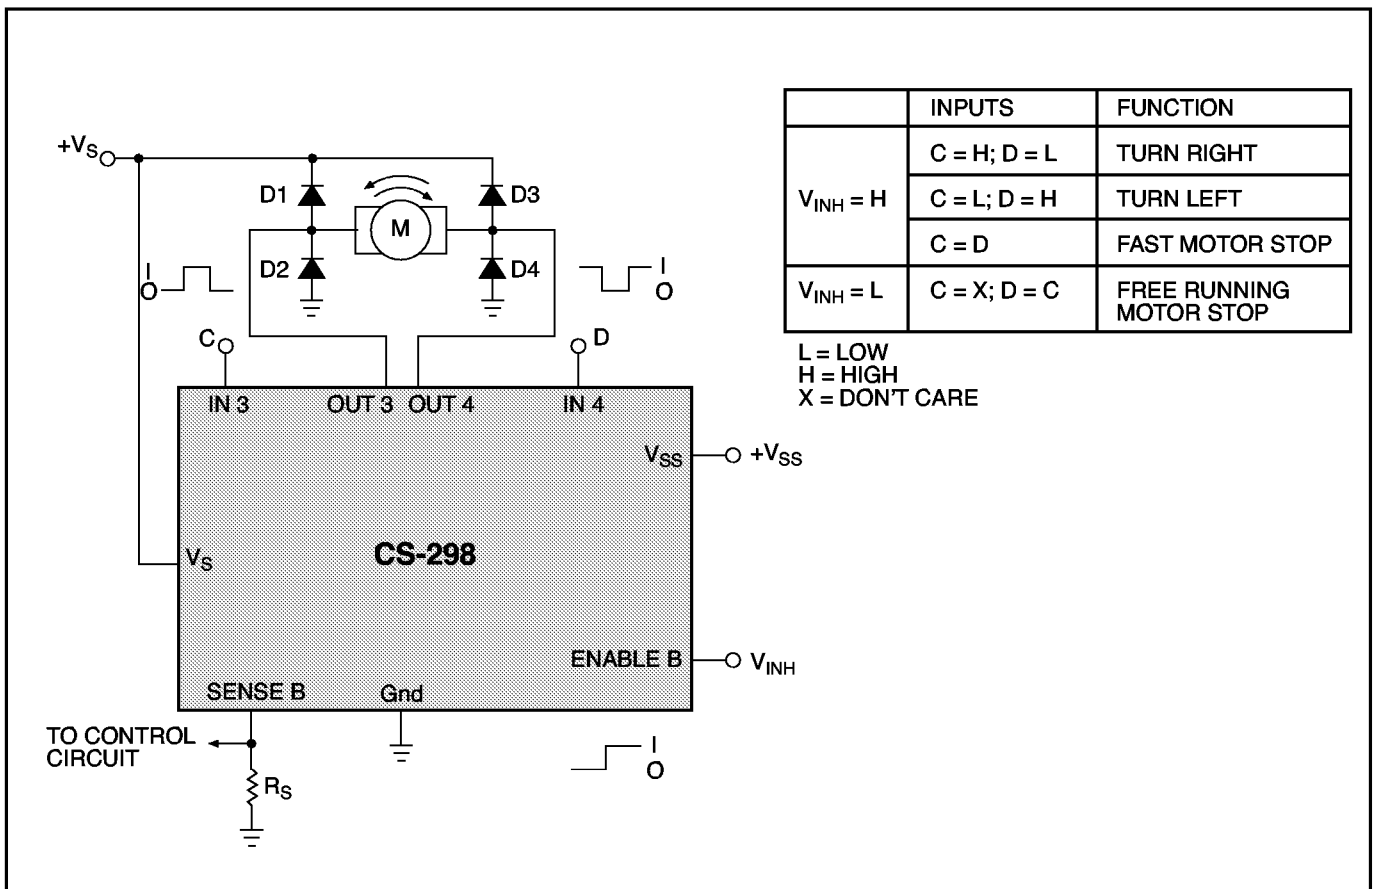 +VS
D1
D3
M
D2
D4
I
O
I
O
C
D
IN 3
OUT 3
OUT 4
IN 4
VSS
+VSS
VS
CS-298
ENABLE B
VINH
SENSE B
Gnd
TO CONTROL
CIRCUIT
RS
I
O
INPUTS FUNCTION
VINH = H
C = H; D = L TURN RIGHT
C = L; D = H TURN LEFT
C = D FAST MOTOR STOP
VINH = L C = X; D = C FREE RUNNING
MOTOR STOP
L = LOW
H = HIGH
X = DON'T CARE